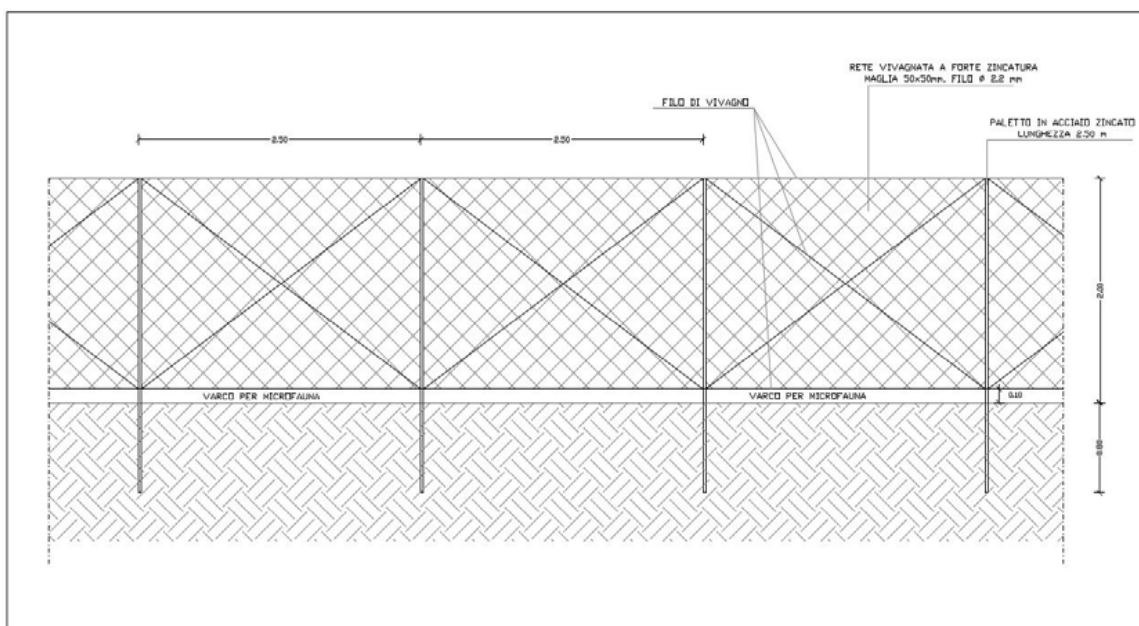 RETE VIVAGNATA A FORTE ZINCATURA
MAGLIA 50x50mm. FILO Ø 2.2 mm
FILO DI VIVAGNO
PALETTO IN ACCIAIO ZINCATO
LUNGHEZZA 2.50 m
2.50
2.50
2.00
VARCO PER MICROFAUNA
VARCO PER MICROFAUNA
0.10
0.80